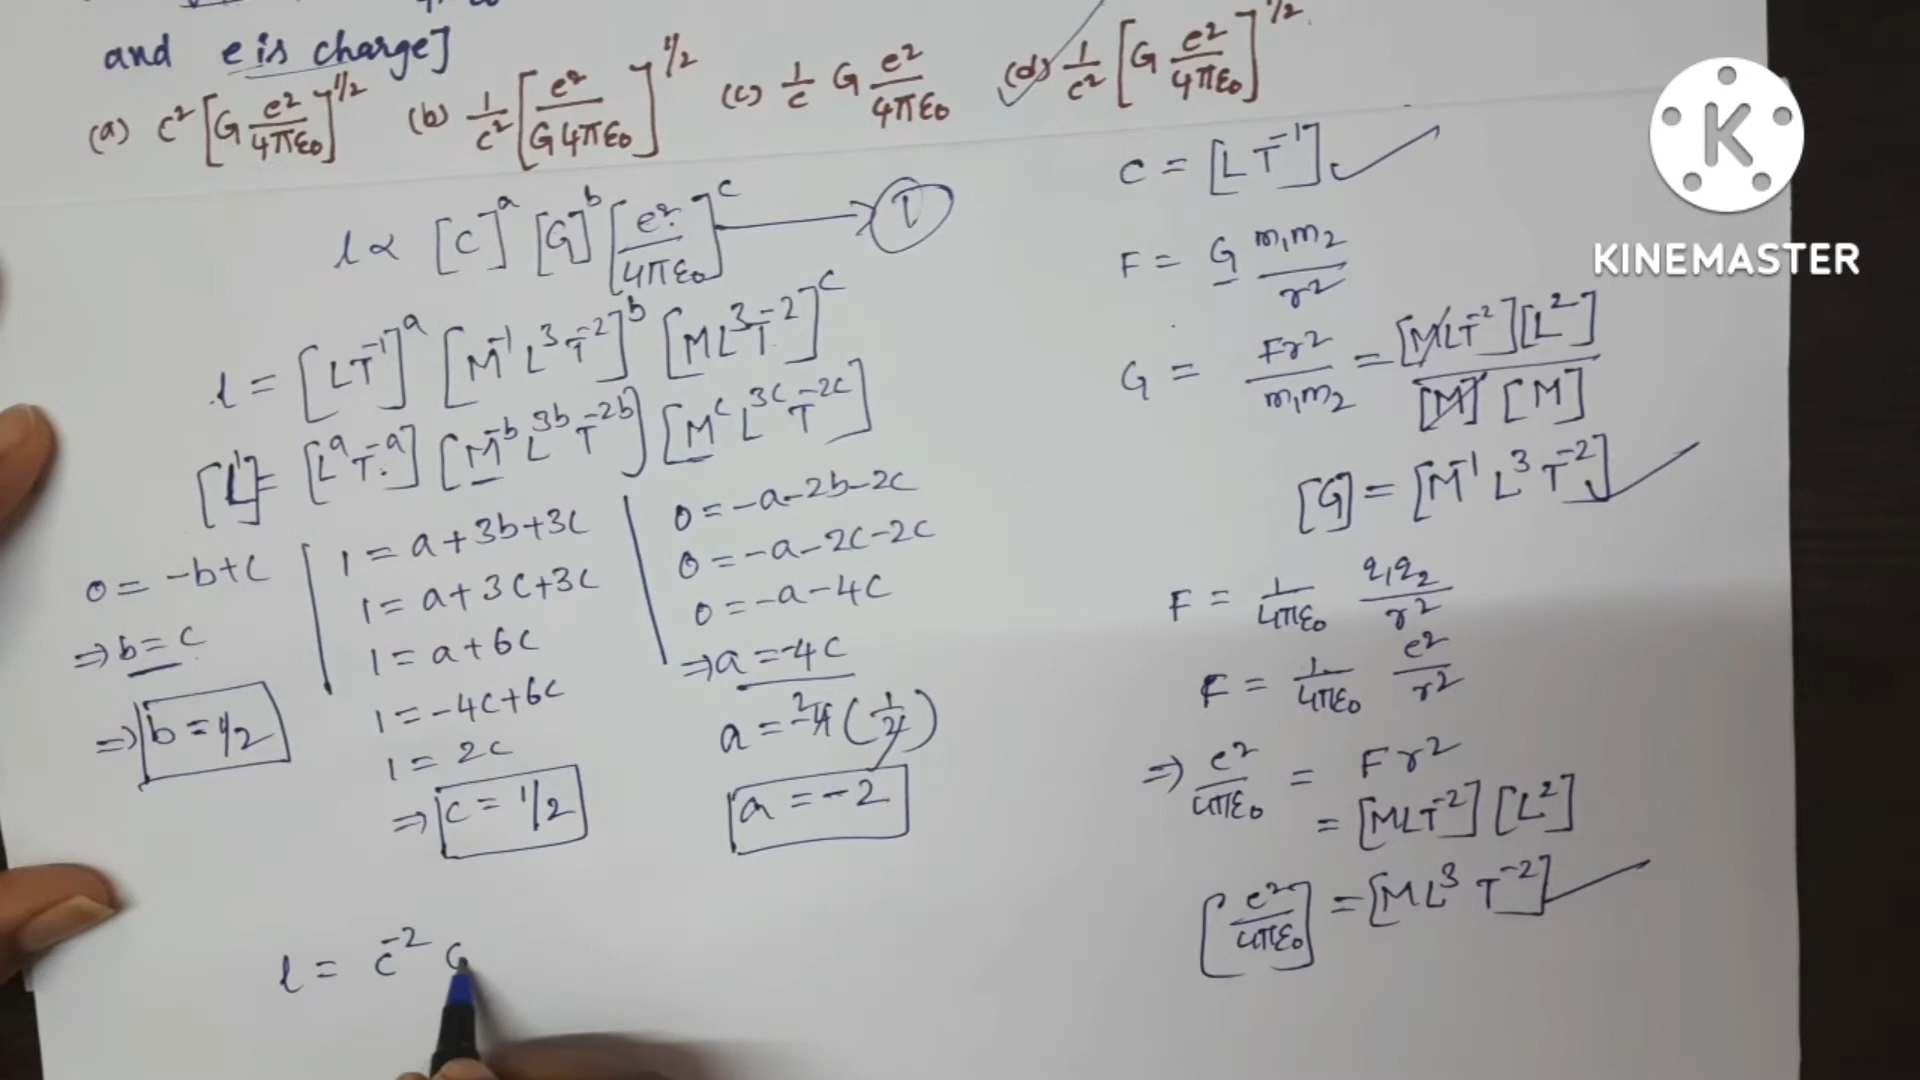 and e is charge]
(a) c² [G e²/4πε₀]^1/2 (b) 1/c² [e²/G4πε₀]^1/2 (c) 1/c G e²/4πε₀ (d) 1/c² [G e²/4πε₀]^1/2
l ∝ [C]^a [G]^b [e²/4πε₀]^c → 1
l = [LT⁻¹]^a [M⁻¹L³T⁻²]^b [ML³T⁻²]^c
[L¹] = [L^a T^-a] [M^-b L^3b T^-2b] [M^c L^3c T^-2c]
0 = -b+c
⇒ b = c
⇒ b = 1/2
1 = a+3b+3c
1 = a+3c+3c
1 = a+6c
1 = -4c+6c
1 = 2c
⇒ c = 1/2
0 = -a-2b-2c
0 = -a-2c-2c
0 = -a-4c
⇒ a = -4c
a = -4 2 (1/2)
a = -2
l = c⁻² G
C = [LT⁻¹]
F = G m₁m₂/r²
G = Fr²/m₁m₂ = [MLT⁻²][L²]/[M][M]
[G] = [M⁻¹L³T⁻²]
F = 1/4πε₀ q₁q₂/r²
F = 1/4πε₀ e²/r²
⇒ e²/4πε₀ = Fr²
= [MLT⁻²][L²]
[e²/4πε₀] = [ML³T⁻²]
K
KINEMASTER